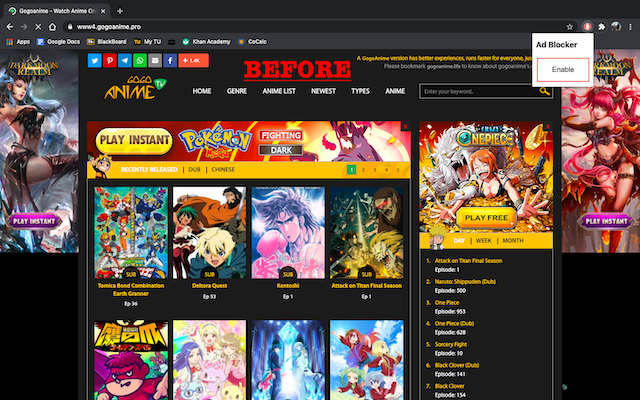 Gogoanime - Watch Anime On
www4.gogoanime.pro
Apps
Google Docs
BlackBoard
My TU
Khan Academy
CoCalc
Ad Blocker
Enable
1.4K
BEFORE
A GogoAnime version has better experiences, runs faster for everyone, jus
Please bookmark gogoanime.life to know about gogoanime's
GOGO
ANIME TV
HOME
GENRE
ANIME LIST
NEWEST
TYPES
ANIME
Enter your keyword..
DARKMOON
REALM
PLAY INSTANT
PLAY INSTANT
POKéMON
FIGHTING
DARK
RECENTLY RELEASED | DUB | CHINESE
1 2 3 4 5
SUB
Tomica Bond Combination
Earth Granner
Ep 36
SUB
Deltora Quest
Ep 53
SUB
Kentoshi
Ep 1
SUB
Attack on Titan Final Season
Ep 1
ONEPIECE
PLAY FREE
DAY | WEEK | MONTH
1. Attack on Titan Final Season
Episode: 1
2. Naruto: Shippuden (Dub)
Episode: 500
3. One Piece
Episode: 953
4. One Piece (Dub)
Episode: 628
5. Sorcery Fight
Episode: 10
6. Black Clover (Dub)
Episode: 141
7. Black Clover
Episode: 154
DARKMOON
REALM
PLAY INSTANT